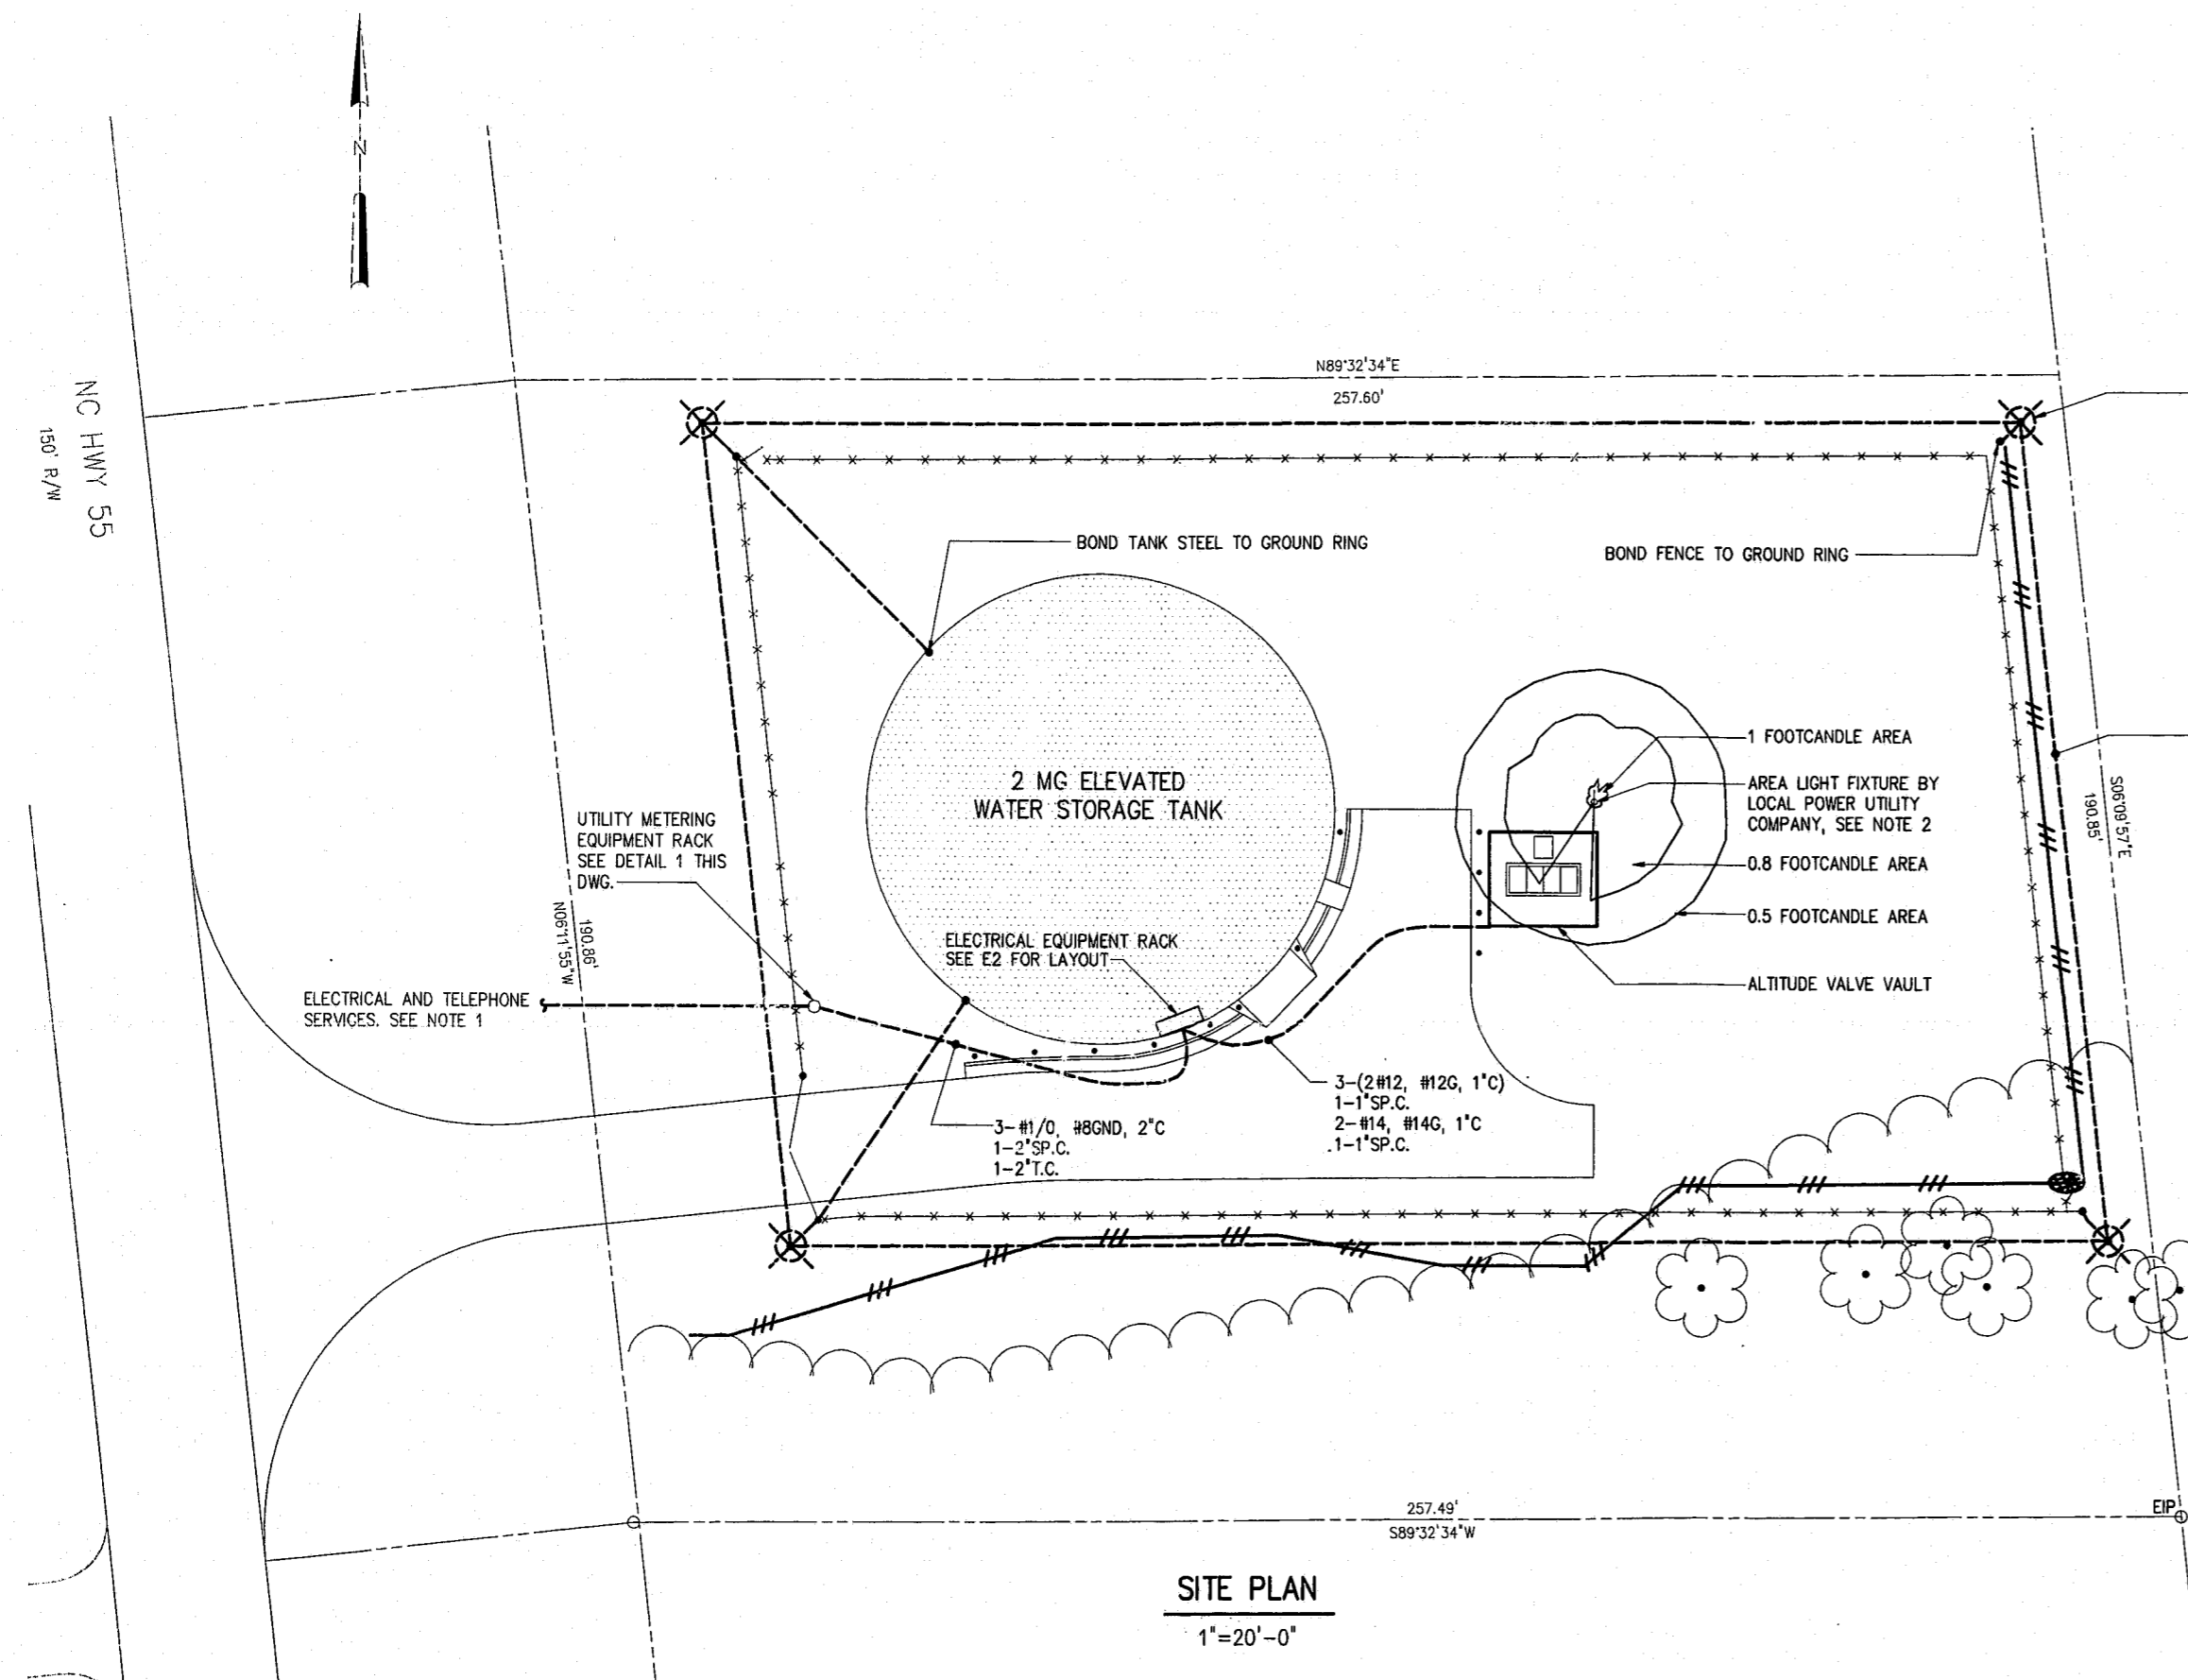 N
NC HWY 55
150' R/W
N89°32'34"E
257.60'
BOND TANK STEEL TO GROUND RING
BOND FENCE TO GROUND RING
1 FOOTCANDLE AREA
AREA LIGHT FIXTURE BY
LOCAL POWER UTILITY
COMPANY, SEE NOTE 2
0.8 FOOTCANDLE AREA
0.5 FOOTCANDLE AREA
ALTITUDE VALVE VAULT
S06°09'57"E
190.85'
2 MG ELEVATED
WATER STORAGE TANK
UTILITY METERING
EQUIPMENT RACK
SEE DETAIL 1 THIS
DWG.
190.86'
N06°11'55"W
ELECTRICAL EQUIPMENT RACK
SEE E2 FOR LAYOUT
ELECTRICAL AND TELEPHONE
SERVICES. SEE NOTE 1
3-#1/0, #8GND, 2"C
1-2"SP.C.
1-2"T.C.
3-(2#12, #12G, 1"C)
1-1"SP.C.
2-#14, #14G, 1"C
1-1"SP.C.
257.49'
S89°32'34"W
EIP
SITE PLAN
1"=20'-0"